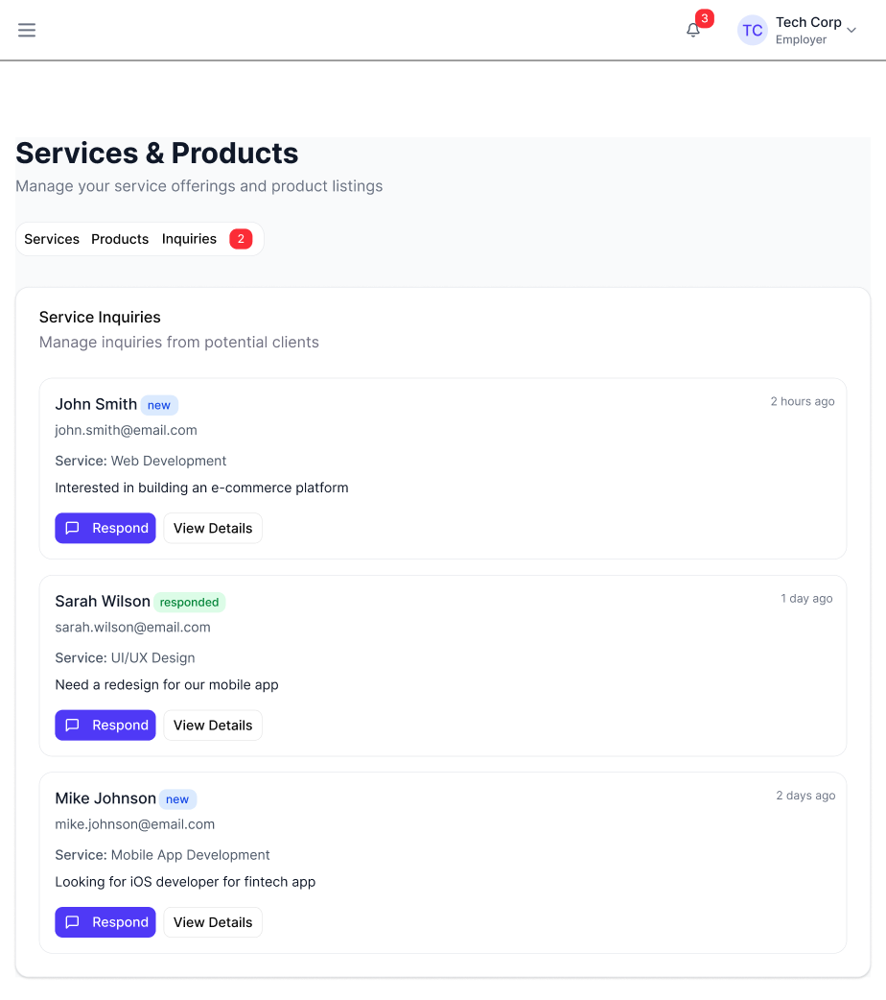 3
TC
Tech Corp
Employer
Services & Products
Manage your service offerings and product listings
Services Products Inquiries 2
Service Inquiries
Manage inquiries from potential clients
John Smith new
2 hours ago
john.smith@email.com
Service: Web Development
Interested in building an e-commerce platform
Respond View Details
Sarah Wilson responded
1 day ago
sarah.wilson@email.com
Service: UI/UX Design
Need a redesign for our mobile app
Respond View Details
Mike Johnson new
2 days ago
mike.johnson@email.com
Service: Mobile App Development
Looking for iOS developer for fintech app
Respond View Details